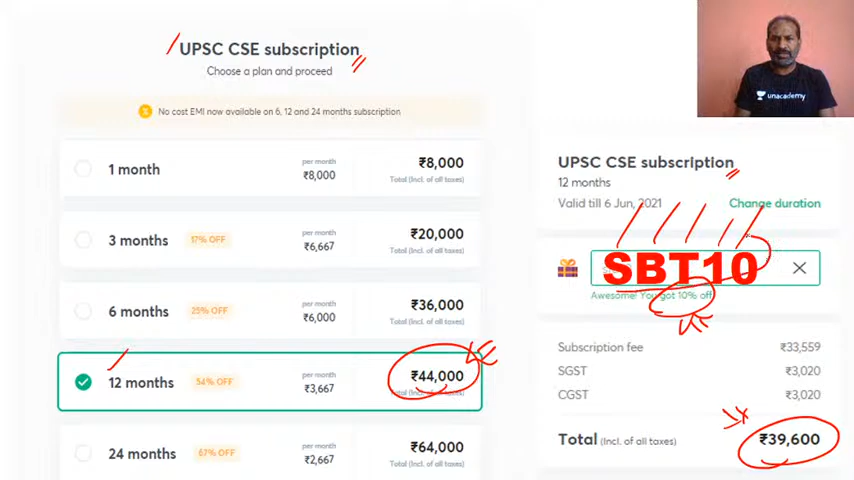 UPSC CSE subscription
Choose a plan and proceed
No cost EMI now available on 6, 12 and 24 months subscription
1 month
per month
₹8,000
₹8,000
Total (Incl. of all taxes)
3 months
17% OFF
per month
₹6,667
₹20,000
Total (Incl. of all taxes)
6 months
25% OFF
per month
₹6,000
₹36,000
Total (Incl. of all taxes)
12 months
54% OFF
per month
₹3,667
₹44,000
Total (Incl. of all taxes)
24 months
67% OFF
per month
₹2,667
₹64,000
Total (Incl. of all taxes)
unacademy
UPSC CSE subscription
12 months
Valid till 6 Jun, 2021
Change duration
SBT10
Awesome! You got 10% off
Subscription fee ₹33,559
SGST ₹3,020
CGST ₹3,020
Total (Incl. of all taxes) ₹39,600